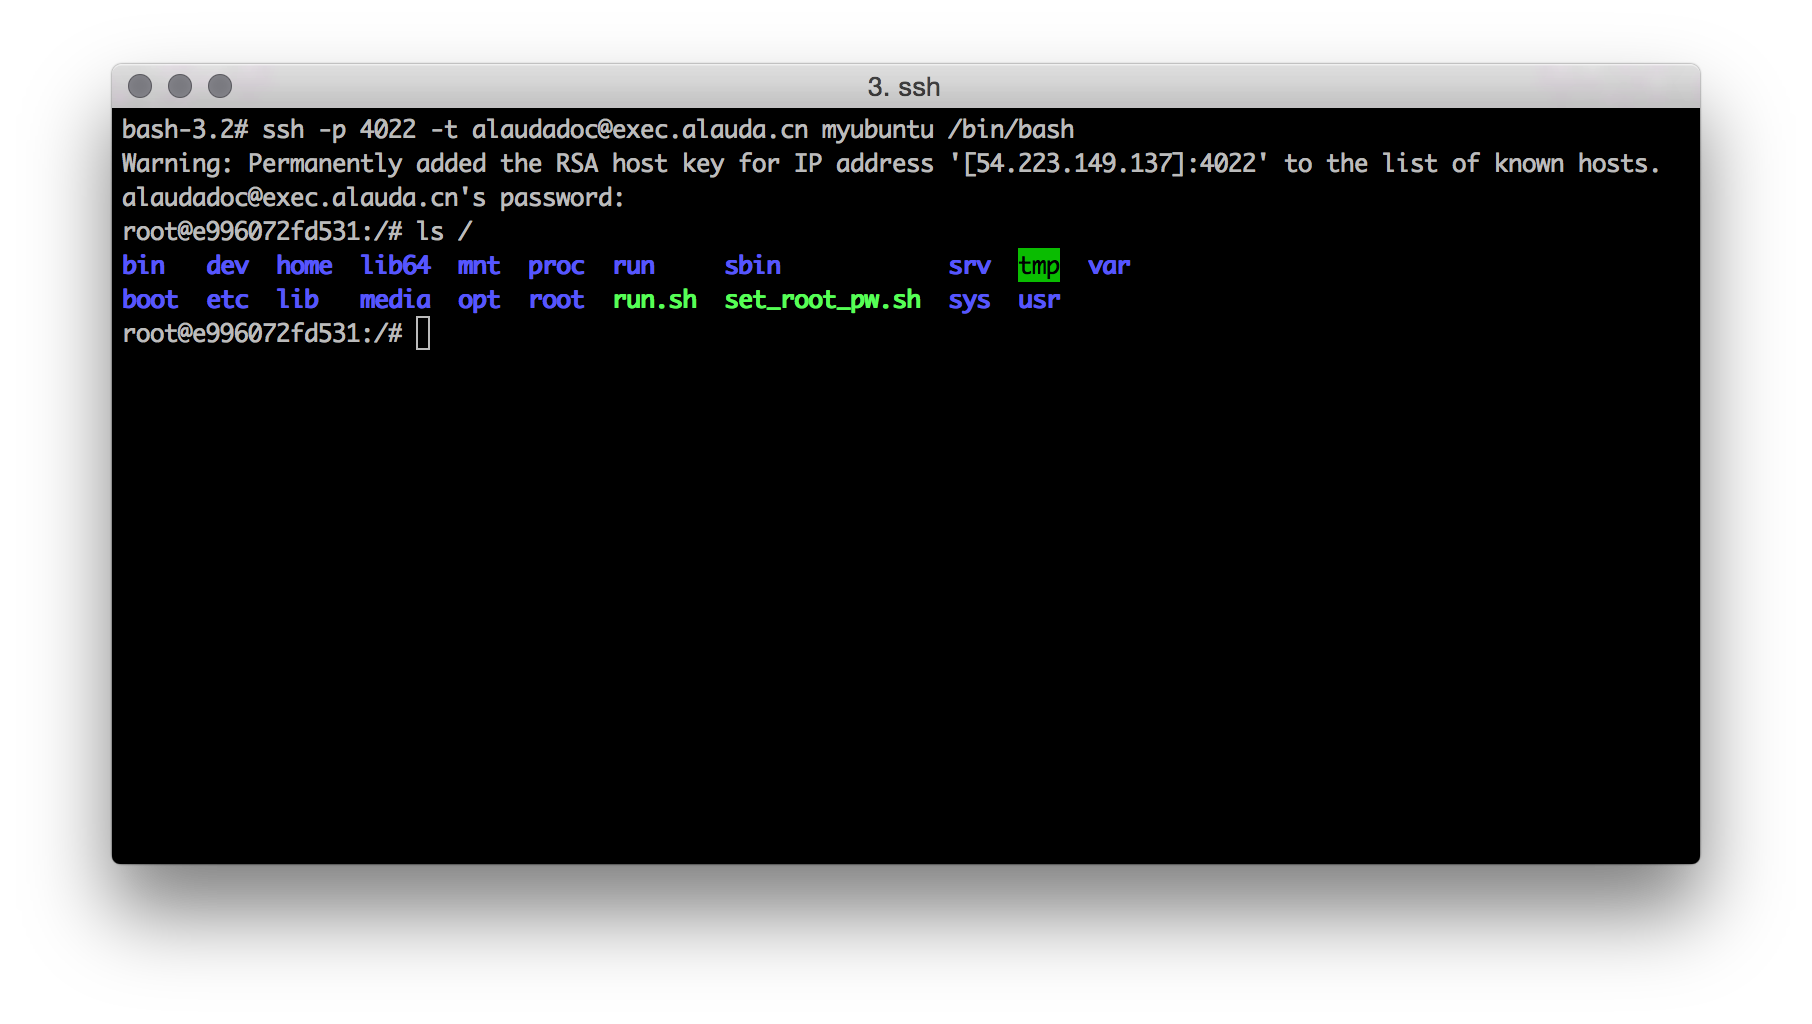 3. ssh
bash-3.2# ssh -p 4022 -t alaudadoc@exec.alauda.cn myubuntu /bin/bash
Warning: Permanently added the RSA host key for IP address '[54.223.149.137]:4022' to the list of known hosts.
alaudadoc@exec.alauda.cn's password:
root@e996072fd531:/# ls /
bin   dev  home  lib64  mnt  proc  run     sbin            srv  tmp  var
boot  etc  lib   media  opt  root  run.sh  set_root_pw.sh  sys  usr
root@e996072fd531:/#